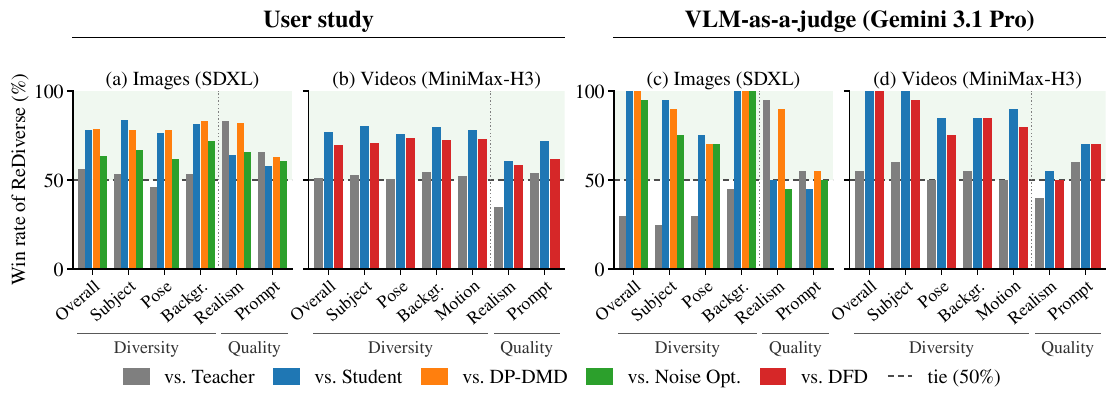 User study
VLM-as-a-judge (Gemini 3.1 Pro)
Win rate of ReDiverse (%)
(a) Images (SDXL)
100
50
0
Overall
Subject
Pose
Backgr.
Realism
Prompt
Diversity
Quality
(b) Videos (MiniMax-H3)
Overall
Subject
Pose
Backgr.
Motion
Realism
Prompt
Diversity
Quality
(c) Images (SDXL)
100
50
0
Overall
Subject
Pose
Backgr.
Realism
Prompt
Diversity
Quality
(d) Videos (MiniMax-H3)
Overall
Subject
Pose
Backgr.
Motion
Realism
Prompt
Diversity
Quality
vs. Teacher
vs. Student
vs. DP-DMD
vs. Noise Opt.
vs. DFD
tie (50%)